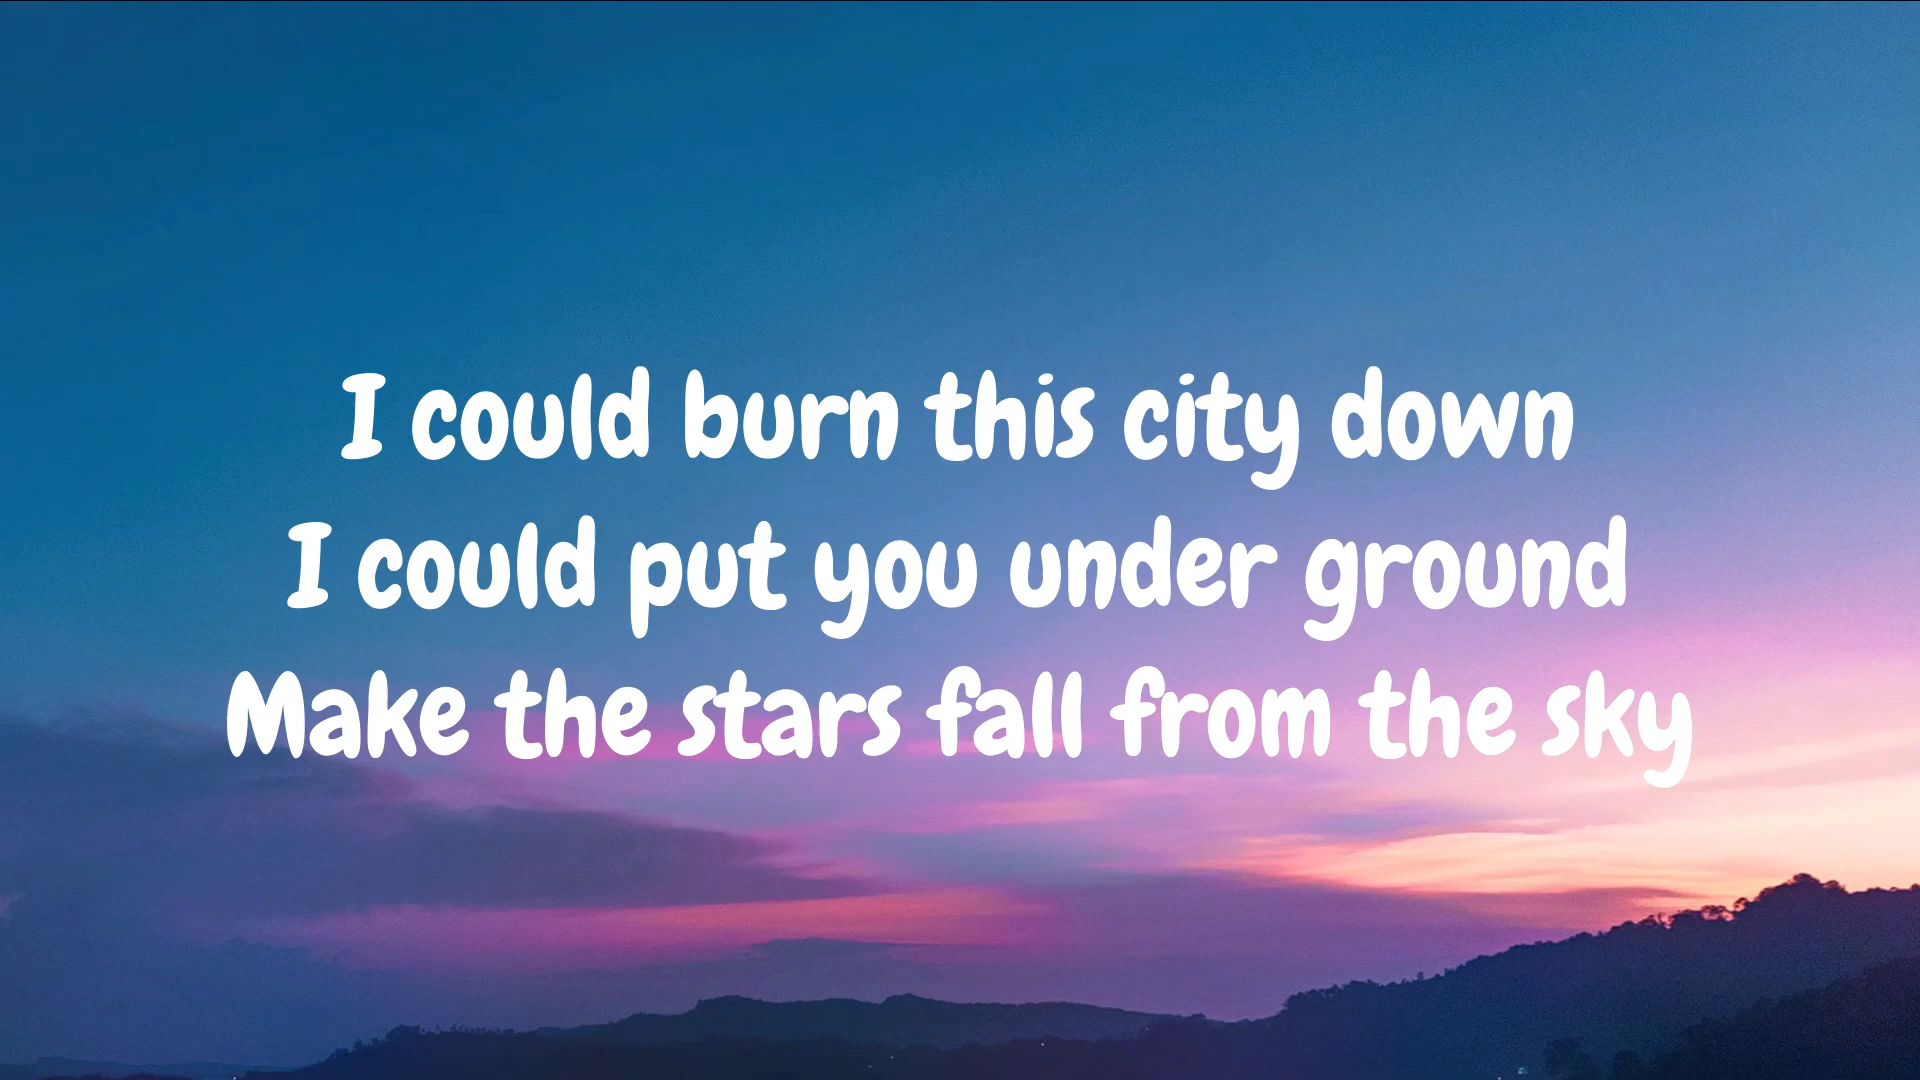 I could burn this city down
I could put you under ground
Make the stars fall from the sky